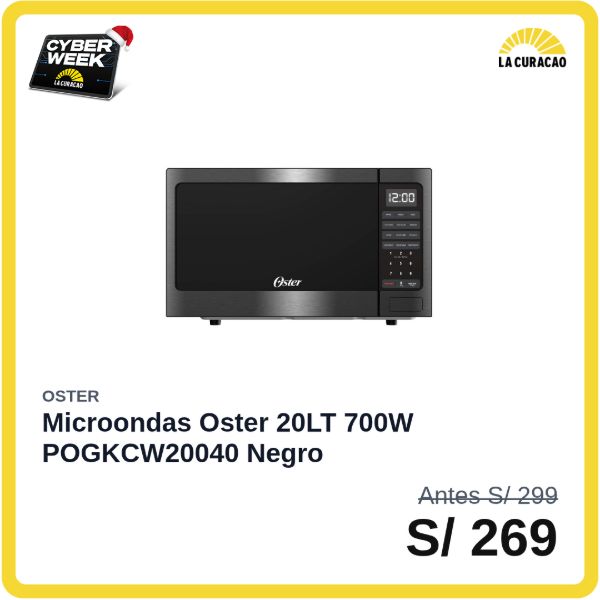 CYBER
WEEK
LA CURACAO
LA CURACAO
12:00
Oster
OSTER
Microondas Oster 20LT 700W
POGKCW20040 Negro
Antes S/ 299
S/ 269